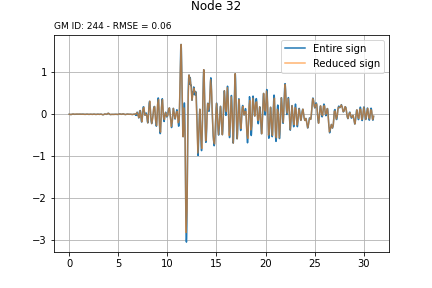 Node 32
GM ID: 244 - RMSE = 0.06
Entire sign
Reduced sign
1
0
−1
−2
−3
0 5 10 15 20 25 30